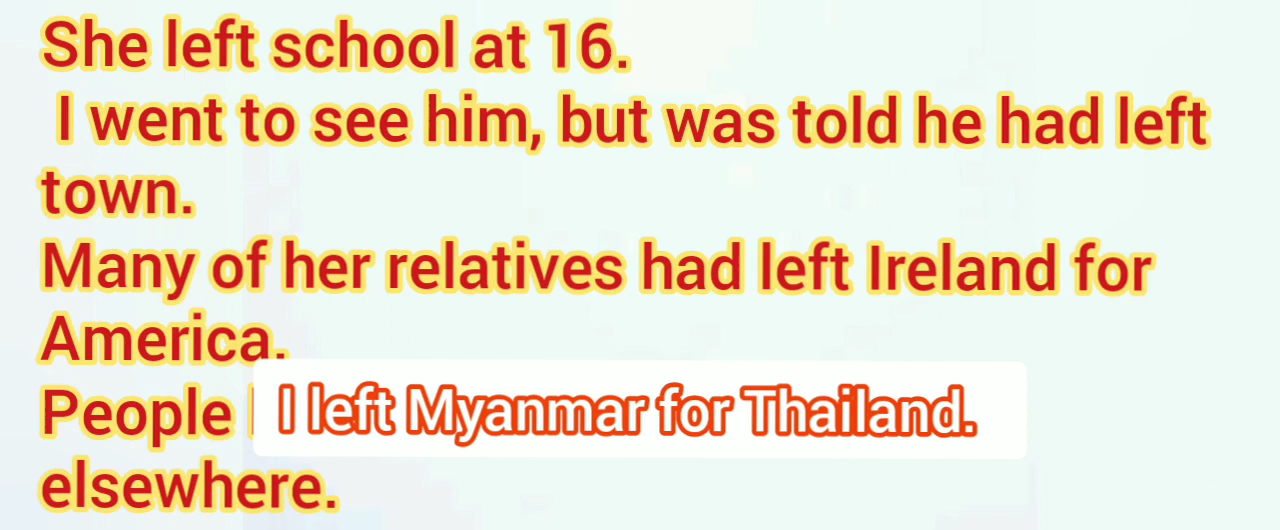 She left school at 16.
I went to see him, but was told he had left
town.
Many of her relatives had left Ireland for
America.
People
I left Myanmar for Thailand.
elsewhere.